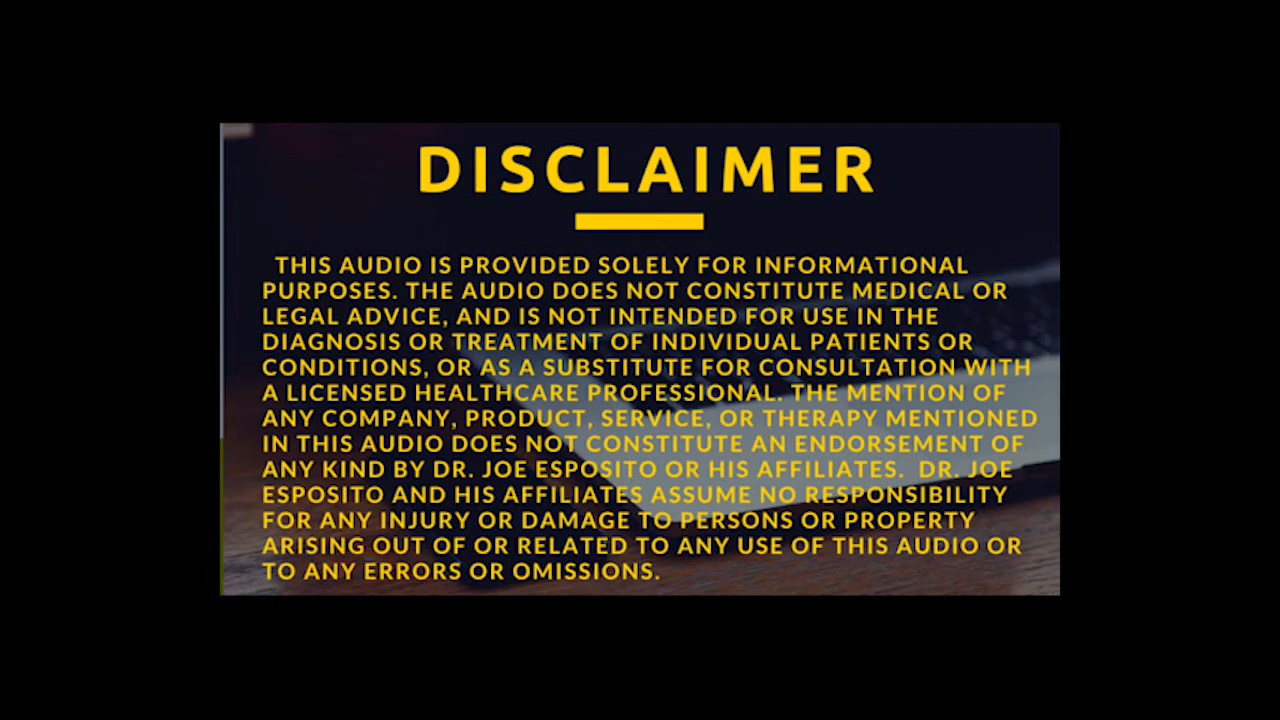 DISCLAIMER
THIS AUDIO IS PROVIDED SOLELY FOR INFORMATIONAL
PURPOSES. THE AUDIO DOES NOT CONSTITUTE MEDICAL OR
LEGAL ADVICE, AND IS NOT INTENDED FOR USE IN THE
DIAGNOSIS OR TREATMENT OF INDIVIDUAL PATIENTS OR
CONDITIONS, OR AS A SUBSTITUTE FOR CONSULTATION WITH
A LICENSED HEALTHCARE PROFESSIONAL. THE MENTION OF
ANY COMPANY, PRODUCT, SERVICE, OR THERAPY MENTIONED
IN THIS AUDIO DOES NOT CONSTITUTE AN ENDORSEMENT OF
ANY KIND BY DR. JOE ESPOSITO OR HIS AFFILIATES. DR. JOE
ESPOSITO AND HIS AFFILIATES ASSUME NO RESPONSIBILITY
FOR ANY INJURY OR DAMAGE TO PERSONS OR PROPERTY
ARISING OUT OF OR RELATED TO ANY USE OF THIS AUDIO OR
TO ANY ERRORS OR OMISSIONS.